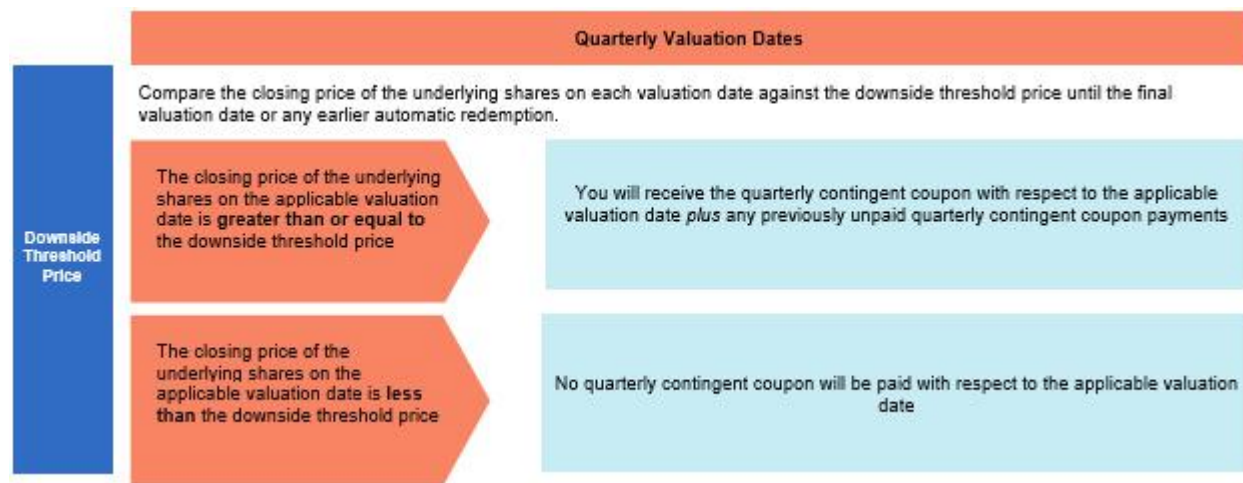 Quarterly Valuation Dates
Compare the closing price of the underlying shares on each valuation date against the downside threshold price until the final
valuation date or any earlier automatic redemption.
Downside
Threshold
Price
The closing price of the underlying
shares on the applicable valuation
date is greater than or equal to
the downside threshold price
You will receive the quarterly contingent coupon with respect to the applicable
valuation date plus any previously unpaid quarterly contingent coupon payments
The closing price of the
underlying shares on the
applicable valuation date is less
than the downside threshold price
No quarterly contingent coupon will be paid with respect to the applicable valuation
date